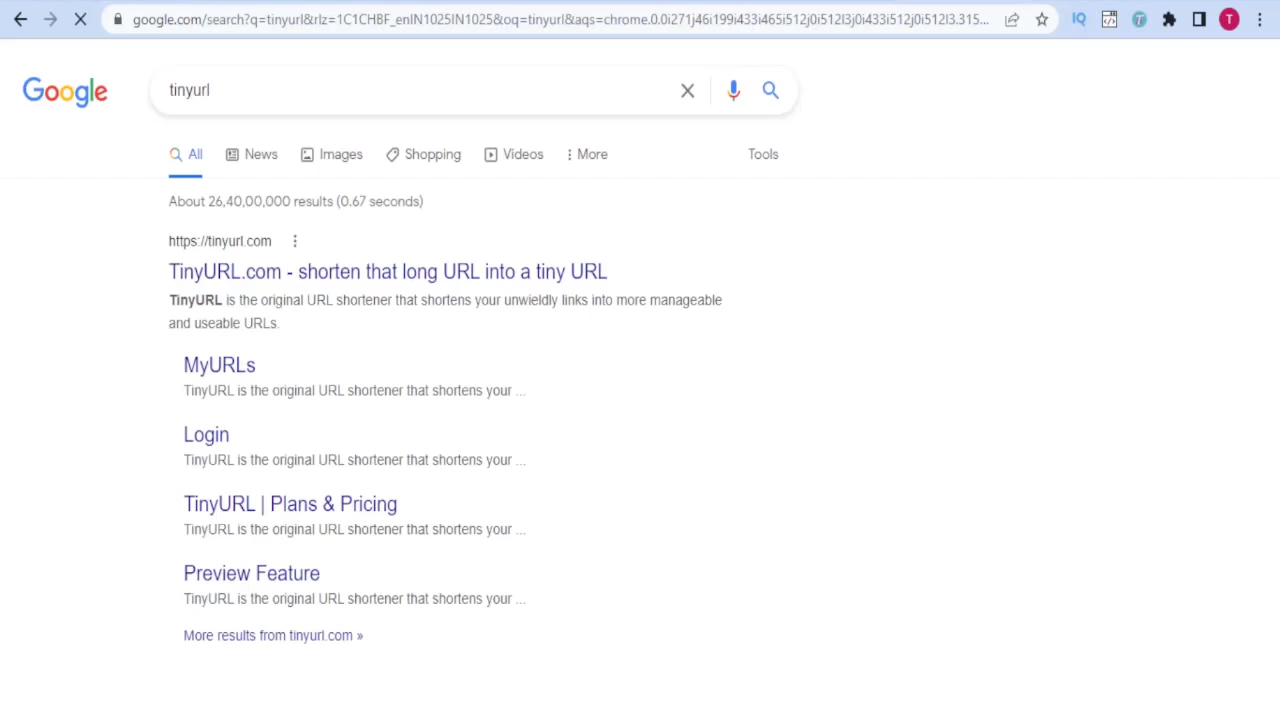 google.com/search?q=tinyurl&rlz=1C1CHBF_enIN1025IN1025&oq=tinyurl&aqs=chrome.0.0i271j46i199i433i465i512j0i512l3j0i433i512j0i512l3.315...
IQ
T
T
Google
tinyurl
All News Images Shopping Videos More Tools
About 26,40,00,000 results (0.67 seconds)
https://tinyurl.com
TinyURL.com - shorten that long URL into a tiny URL
TinyURL is the original URL shortener that shortens your unwieldly links into more manageable
and useable URLs.
MyURLs
TinyURL is the original URL shortener that shortens your ...
Login
TinyURL is the original URL shortener that shortens your ...
TinyURL | Plans & Pricing
TinyURL is the original URL shortener that shortens your ...
Preview Feature
TinyURL is the original URL shortener that shortens your ...
More results from tinyurl.com »